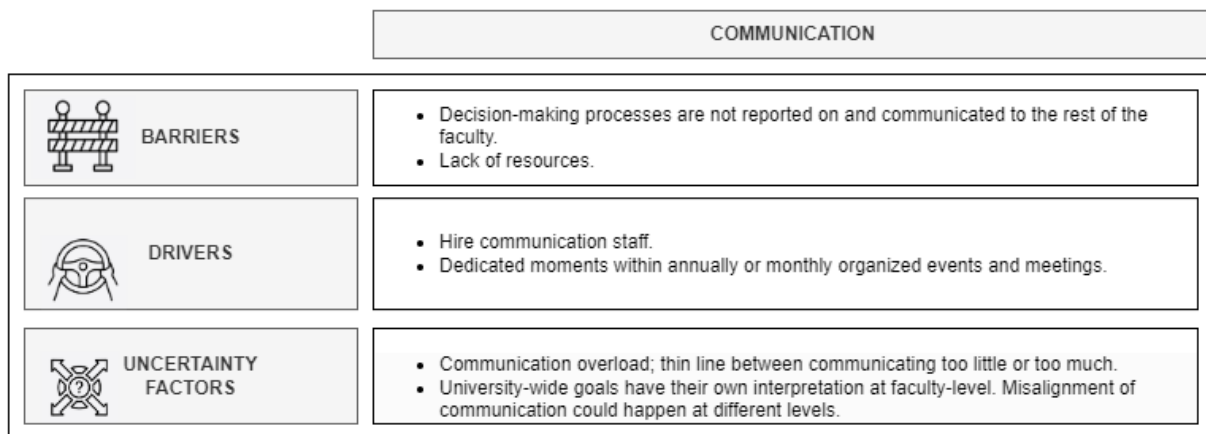 COMMUNICATION
BARRIERS
• Decision-making processes are not reported on and communicated to the rest of the
faculty.
• Lack of resources.
DRIVERS
• Hire communication staff.
• Dedicated moments within annually or monthly organized events and meetings.
UNCERTAINTY
FACTORS
?
• Communication overload; thin line between communicating too little or too much.
• University-wide goals have their own interpretation at faculty-level. Misalignment of
communication could happen at different levels.